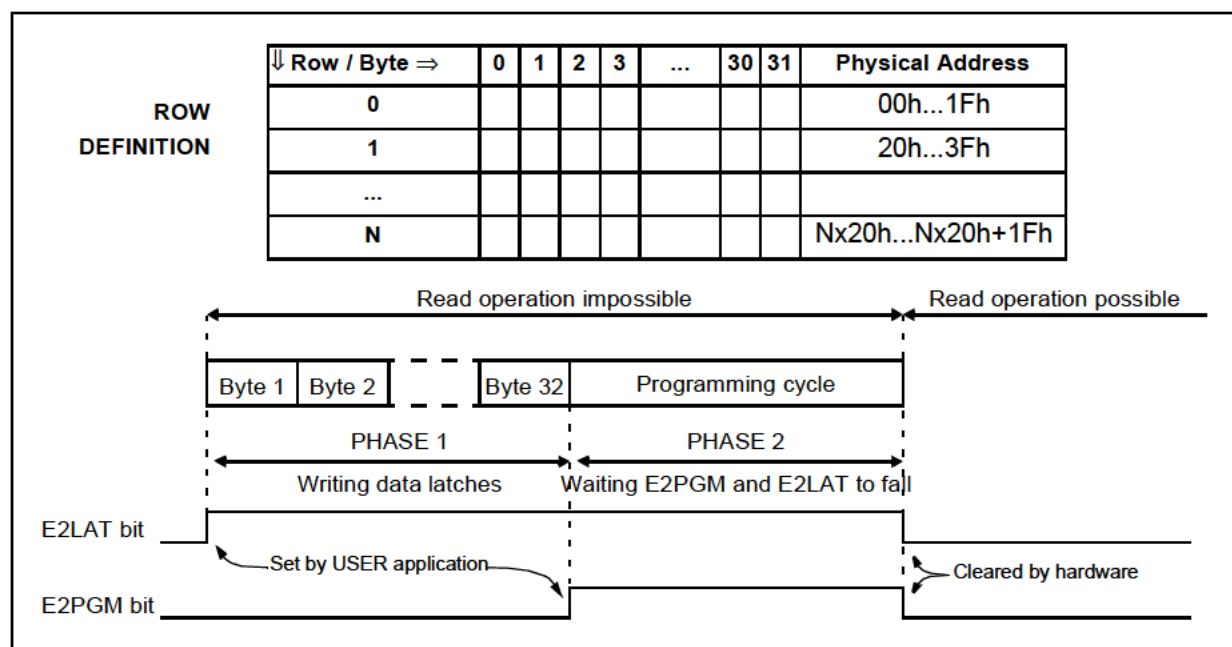 ⇓ Row / Byte ⇒ 0 1 2 3 ... 30 31 Physical Address
ROW DEFINITION
0 00h...1Fh
1 20h...3Fh
...
N Nx20h...Nx20h+1Fh
Read operation impossible Read operation possible
Byte 1 Byte 2 Byte 32 Programming cycle
PHASE 1 PHASE 2
Writing data latches Waiting E2PGM and E2LAT to fall
E2LAT bit
Set by USER application Cleared by hardware
E2PGM bit